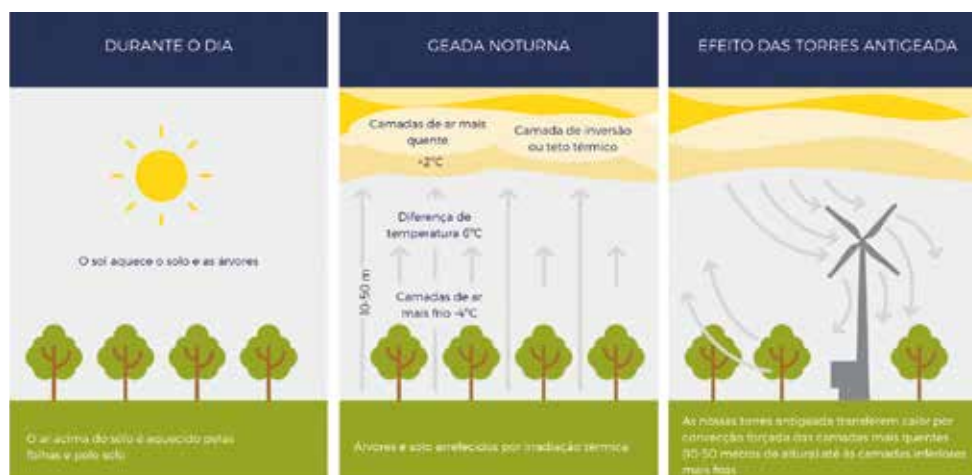 DURANTE O DIA
O sol aquece o solo e as árvores
O ar acima do solo é aquecido pelas
folhas e pelo solo
GEADA NOTURNA
Camadas de ar mais
quente
+2°C
Camada de inversão
ou teto térmico
Diferença de
temperatura 6°C
10-50 m
Camadas de ar
mais frio -4°C
Árvores e solo arrefecidos por irradiação térmica
EFEITO DAS TORRES ANTIGEADA
As nossas torres antigeada transferem calor por
convecção forçada das camadas mais quentes
(10-50 metros de altura) até às camadas inferiores
mais frias